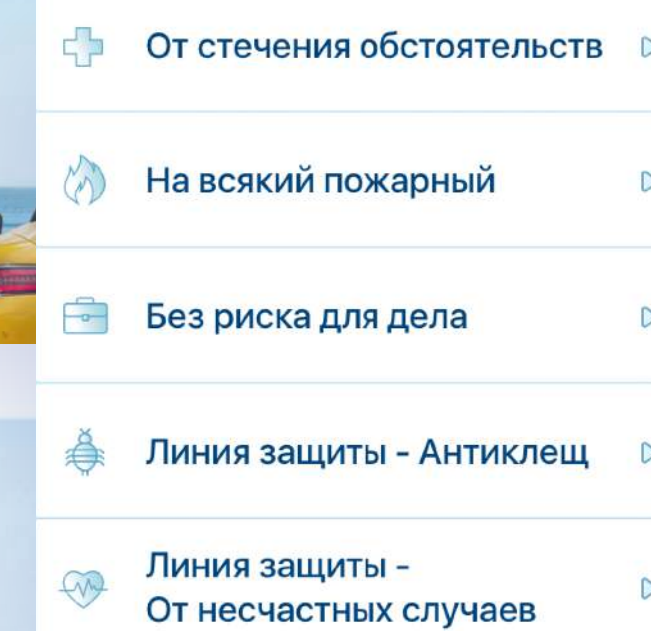 От стечения обстоятельств
На всякий пожарный
Без риска для дела
Линия защиты - Антиклещ
Линия защиты -
От несчастных случаев